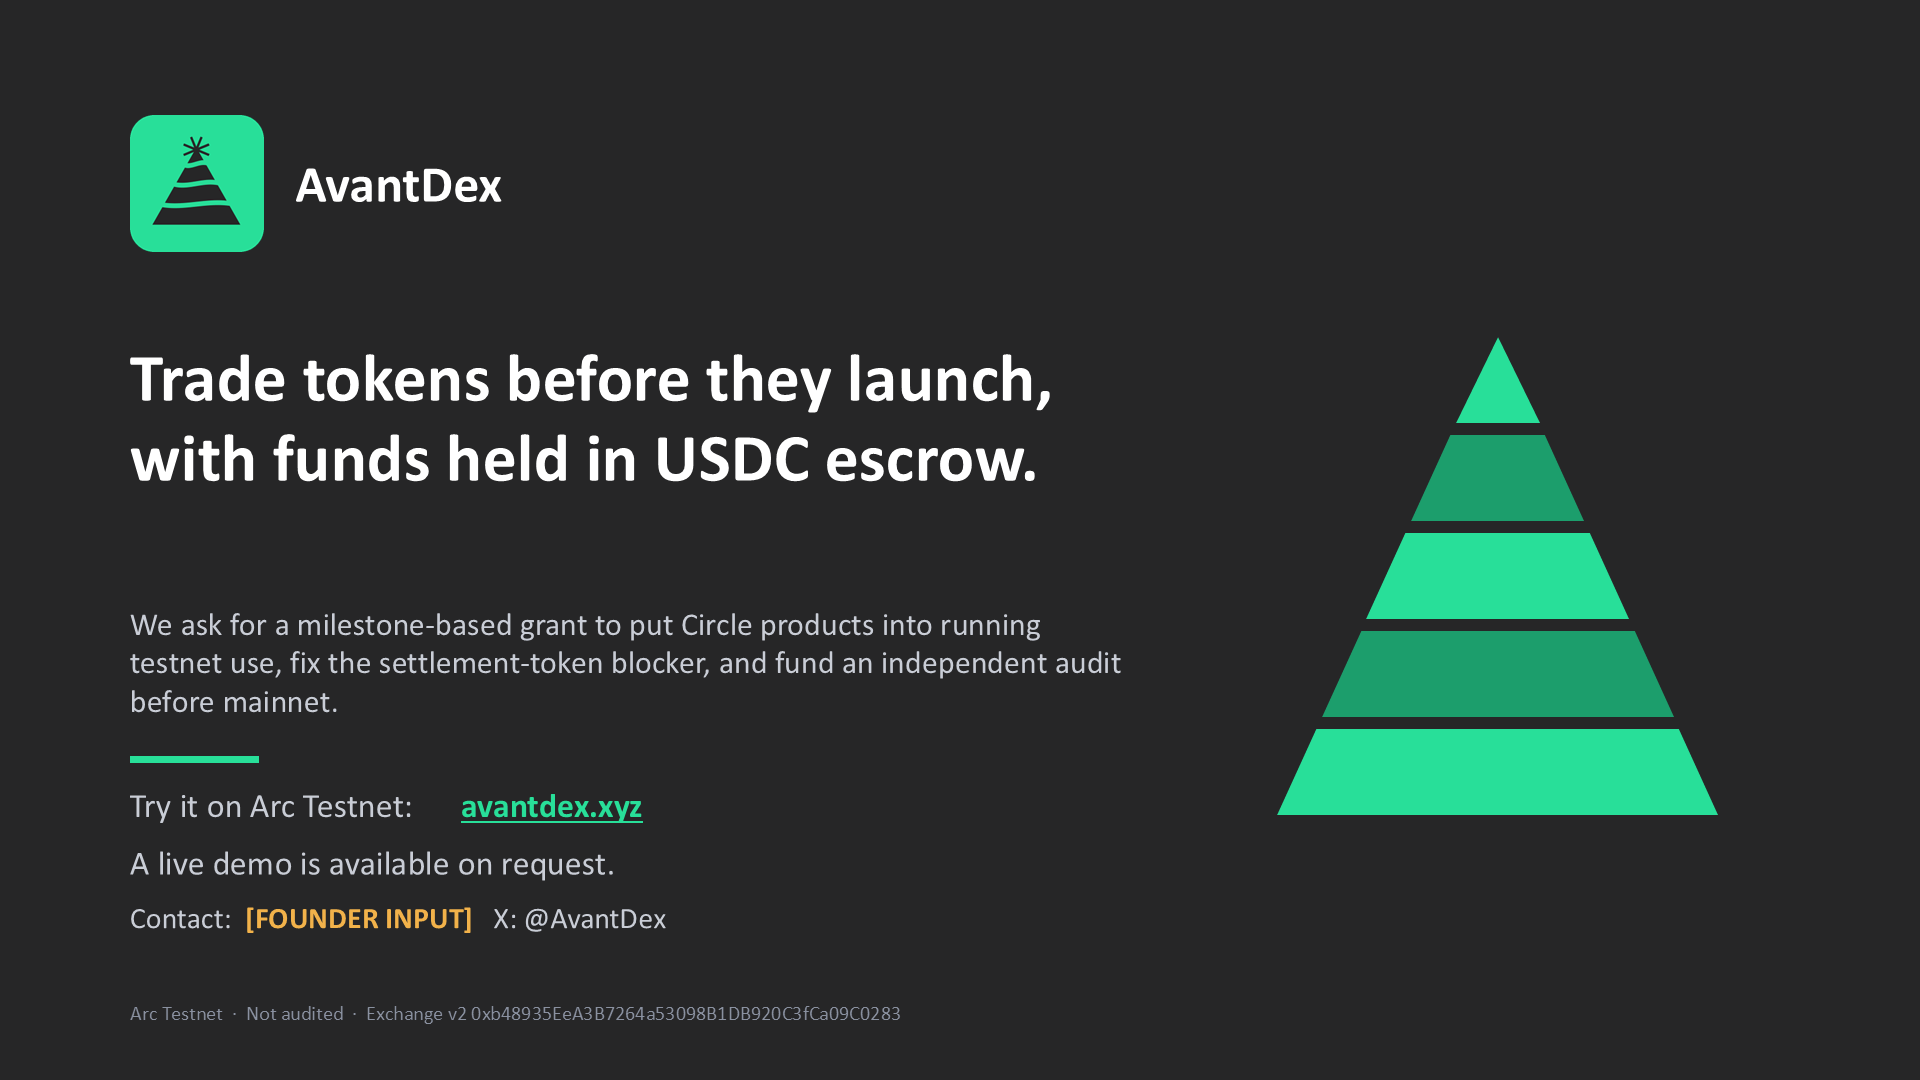 AvantDex
Trade tokens before they launch,
with funds held in USDC escrow.
We ask for a milestone-based grant to put Circle products into running
testnet use, fix the settlement-token blocker, and fund an independent audit
before mainnet.
Try it on Arc Testnet: avantdex.xyz
A live demo is available on request.
Contact: [FOUNDER INPUT] X: @AvantDex
Arc Testnet · Not audited · Exchange v2 0xb48935EeA3B7264a53098B1DB920C3fCa09C0283